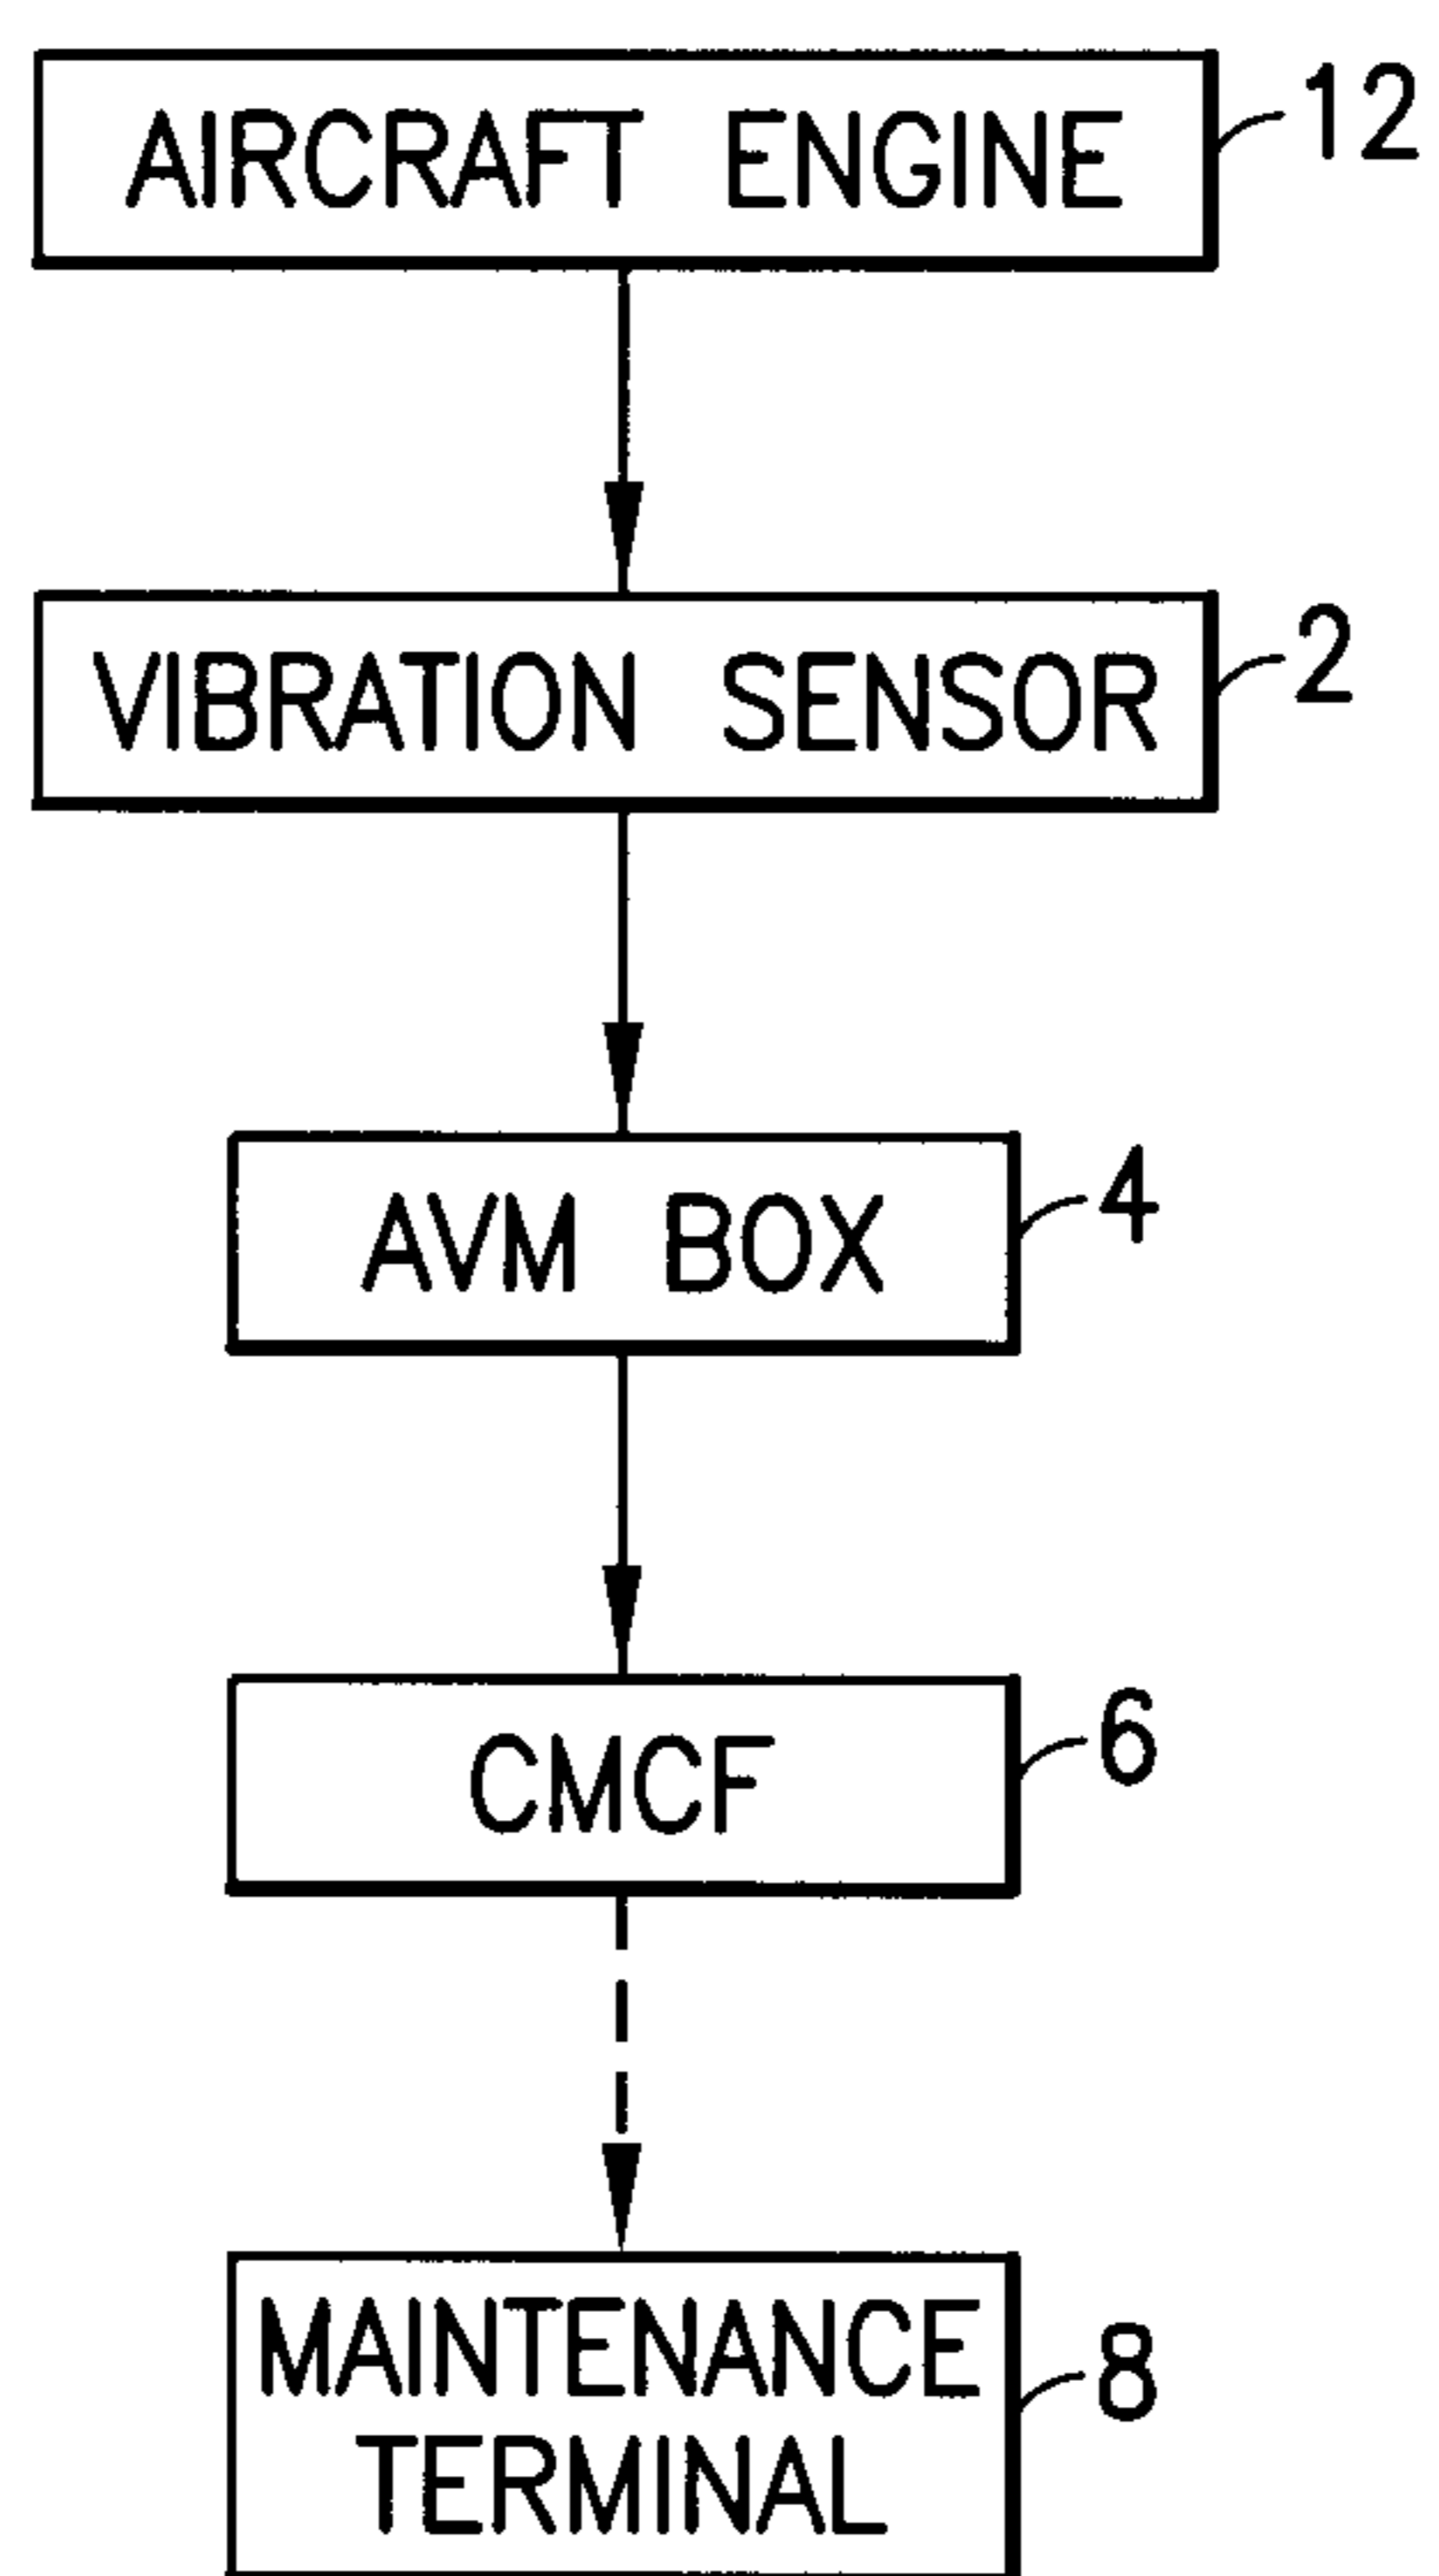 AIRCRAFT ENGINE 12
VIBRATION SENSOR 2
AVM BOX 4
CMCF 6
MAINTENANCE 8
TERMINAL